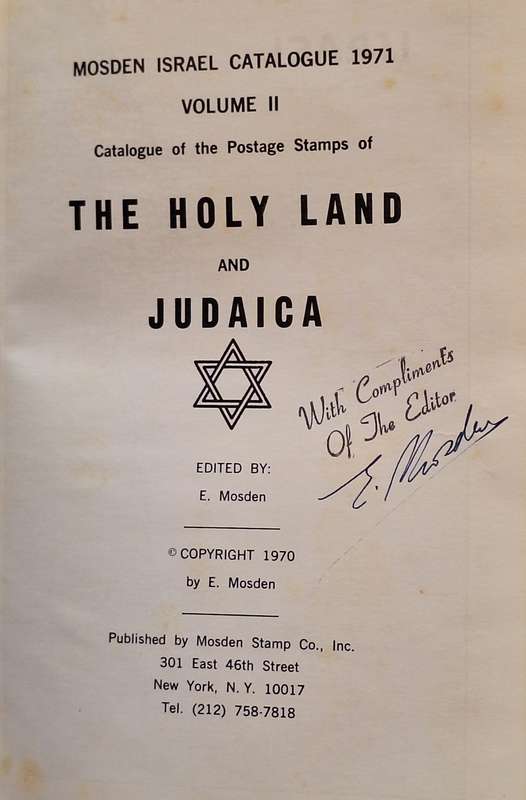 MOSDEN ISRAEL CATALOGUE 1971
VOLUME II
Catalogue of the Postage Stamps of
THE HOLY LAND
AND
JUDAICA
With Compliments
Of The Editor
E. Mosden
EDITED BY:
E. Mosden
© COPYRIGHT 1970
by E. Mosden
Published by Mosden Stamp Co., Inc.
301 East 46th Street
New York, N. Y. 10017
Tel. (212) 758-7818